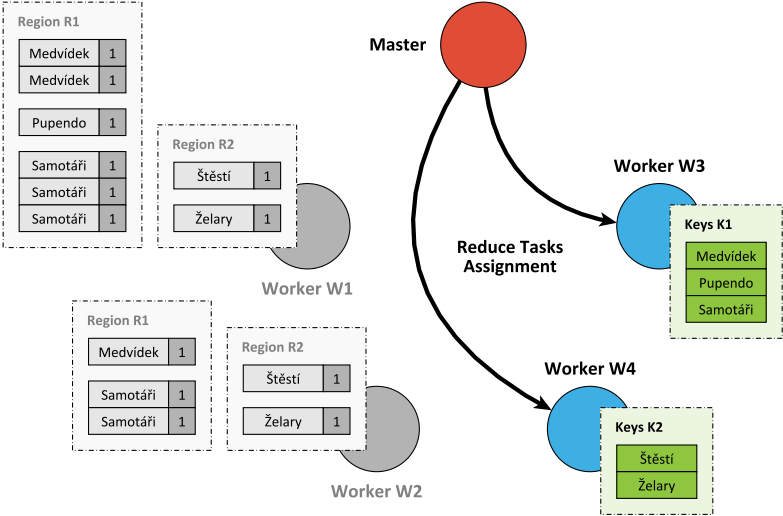 Region R1
Medvídek 1
Medvídek 1
Pupendo 1
Samotáři 1
Samotáři 1
Samotáři 1
Region R2
Štěstí 1
Želary 1
Worker W1
Region R1
Medvídek 1
Samotáři 1
Samotáři 1
Region R2
Štěstí 1
Želary 1
Worker W2
Master
Reduce Tasks
Assignment
Worker W3
Keys K1
Medvídek
Pupendo
Samotáři
Worker W4
Keys K2
Štěstí
Želary